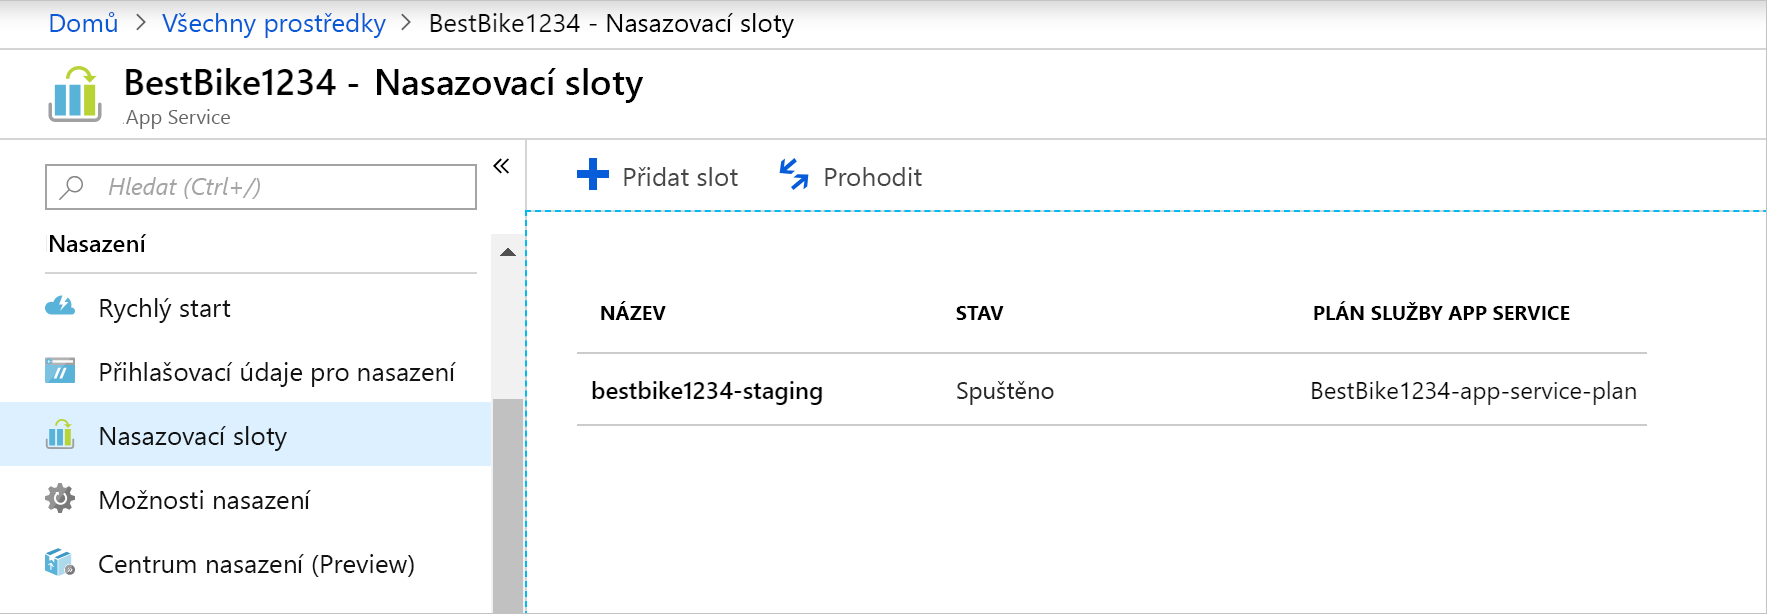 Domů > Všechny prostředky > BestBike1234 - Nasazovací sloty
BestBike1234 - Nasazovací sloty
App Service
Hledat (Ctrl+/)
«
Přidat slot
Prohodit
Nasazení
Rychlý start
Přihlašovací údaje pro nasazení
Nasazovací sloty
Možnosti nasazení
Centrum nasazení (Preview)
NÁZEV STAV PLÁN SLUŽBY APP SERVICE
bestbike1234-staging Spuštěno BestBike1234-app-service-plan